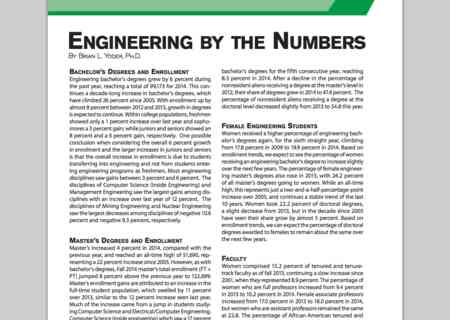 Engineering by the Numbers
By Brian L. Yoder, Ph.D.
Bachelor's Degrees and Enrollment
Engineering bachelor's degrees grew by 6 percent during
the past year, reaching a total of 99,173 for 2014. This con-
tinues a decade-long increase in bachelor's degrees, which
have climbed 26 percent since 2005. With enrollment up by
almost 8 percent between 2012 and 2013, growth in degrees
is expected to continue. Within college populations, freshmen
showed only a 1 percent increase over last year and sopho-
mores a 3 percent gain; while juniors and seniors showed an
8 percent and a 6 percent gain, respectively. One possible
conclusion when considering the overall 6 percent growth
in enrollment and the larger increases in juniors and seniors
is that the overall increase in enrollment is due to students
transferring into engineering and not from students enter-
ing engineering programs as freshmen. Most engineering
disciplines saw gains between 3 percent and 6 percent. The
disciplines of Computer Science (inside Engineering) and
Management Engineering saw the largest gains among dis-
ciplines with an increase over last year of 12 percent. The
disciplines of Mining Engineering and Nuclear Engineering
saw the largest decreases among disciplines of negative 12.6
percent and negative 9.3 percent, respectively.
Master's Degrees and Enrollment
Master's increased 4 percent in 2014, compared with the
previous year, and reached an all-time high of 51,690, rep-
resenting a 22 percent increase since 2005. However, as with
bachelor's degrees, Fall 2014 master's total enrollment (FT +
PT) jumped 8 percent above the previous year to 123,899.
Master's enrollment gains are attributed to an increase in the
full-time student population, which swelled by 11 percent
over 2013, similar to the 12 percent increase seen last year.
Much of the increase came from a jump in students study-
ing Computer Science and Electrical/Computer Engineering.
Computer Science (inside engineering) which saw a 17 percent
bachelor's degrees for the fifth consecutive year, reaching
8.5 percent in 2014. After a decline in the percentage of
nonresident aliens receiving a degree at the master's level in
2012, their share of degrees grew in 2014 to 47.8 percent. The
percentage of nonresident aliens receiving a degree at the
doctoral level decreased slightly from 2013 to 54.8 this year.
Female Engineering Students
Women received a higher percentage of engineering bach-
elor's degrees again, for the sixth straight year, climbing
from 17.8 percent in 2009 to 19.9 percent in 2014. Based on
enrollment trends, we expect to see the percentage of women
receiving an engineering bachelor's degree to increase slightly
over the next few years. The percentage of female engineer-
ing master's degrees also rose in 2013, with 24.2 percent
of all master's degrees going to women. While an all-time
high, this represents just a two and-a-half percentage-point
increase over 2005, and continues a stable trend of the last
10 years. Women took 22.2 percent of doctoral degrees,
a slight decrease from 2013, but in the decade since 2005
have seen their share grow by almost 5 percent. Based on
enrollment trends, we can expect the percentage of doctoral
degrees awarded to females to remain about the same over
the next few years.
Faculty
Women comprised 15.2 percent of tenured and tenure-
track faculty as of fall 2013, continuing a slow increase since
2001, when they represented 8.9 percent. The percentage of
women who are full professors increased from 9.4 percent
in 2013 to 10.2 percent in 2014. Female associate professors
increased from 17.0 percent in 2013 to 18.0 percent in 2014,
but women who are assistant professors remained the same
at 23.8. The percentage of African-American tenured and